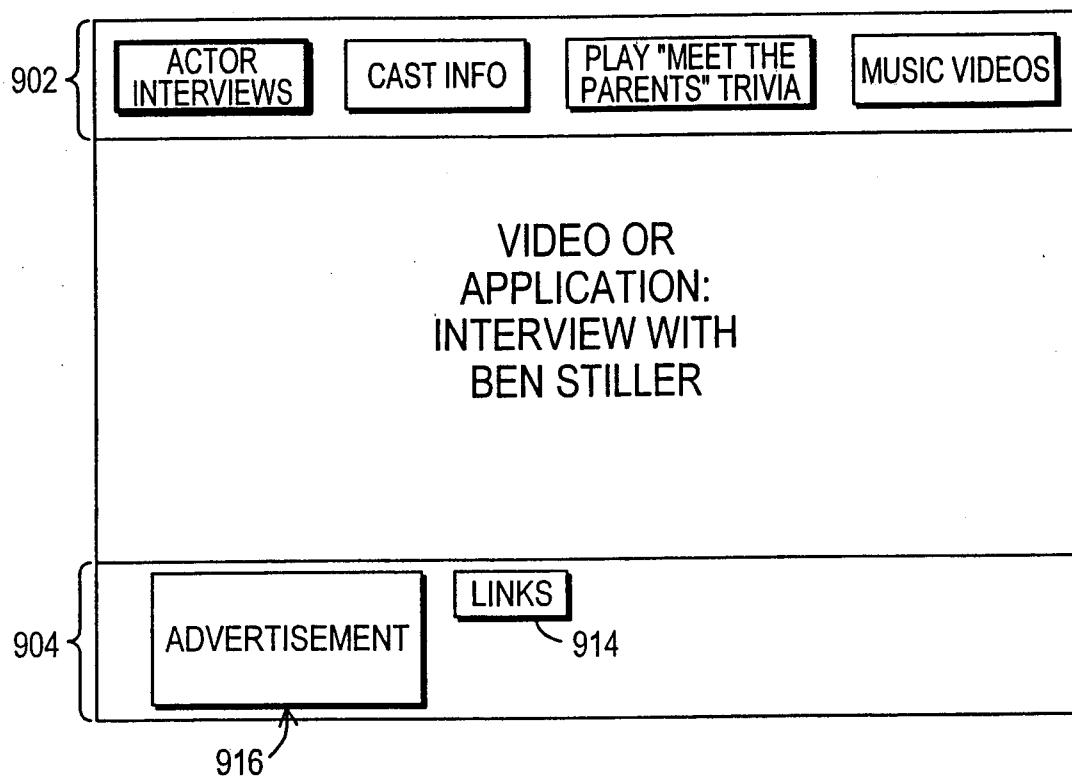 902
ACTOR
INTERVIEWS
CAST INFO
PLAY "MEET THE
PARENTS" TRIVIA
MUSIC VIDEOS
VIDEO OR
APPLICATION:
INTERVIEW WITH
BEN STILLER
904
ADVERTISEMENT
LINKS
914
916